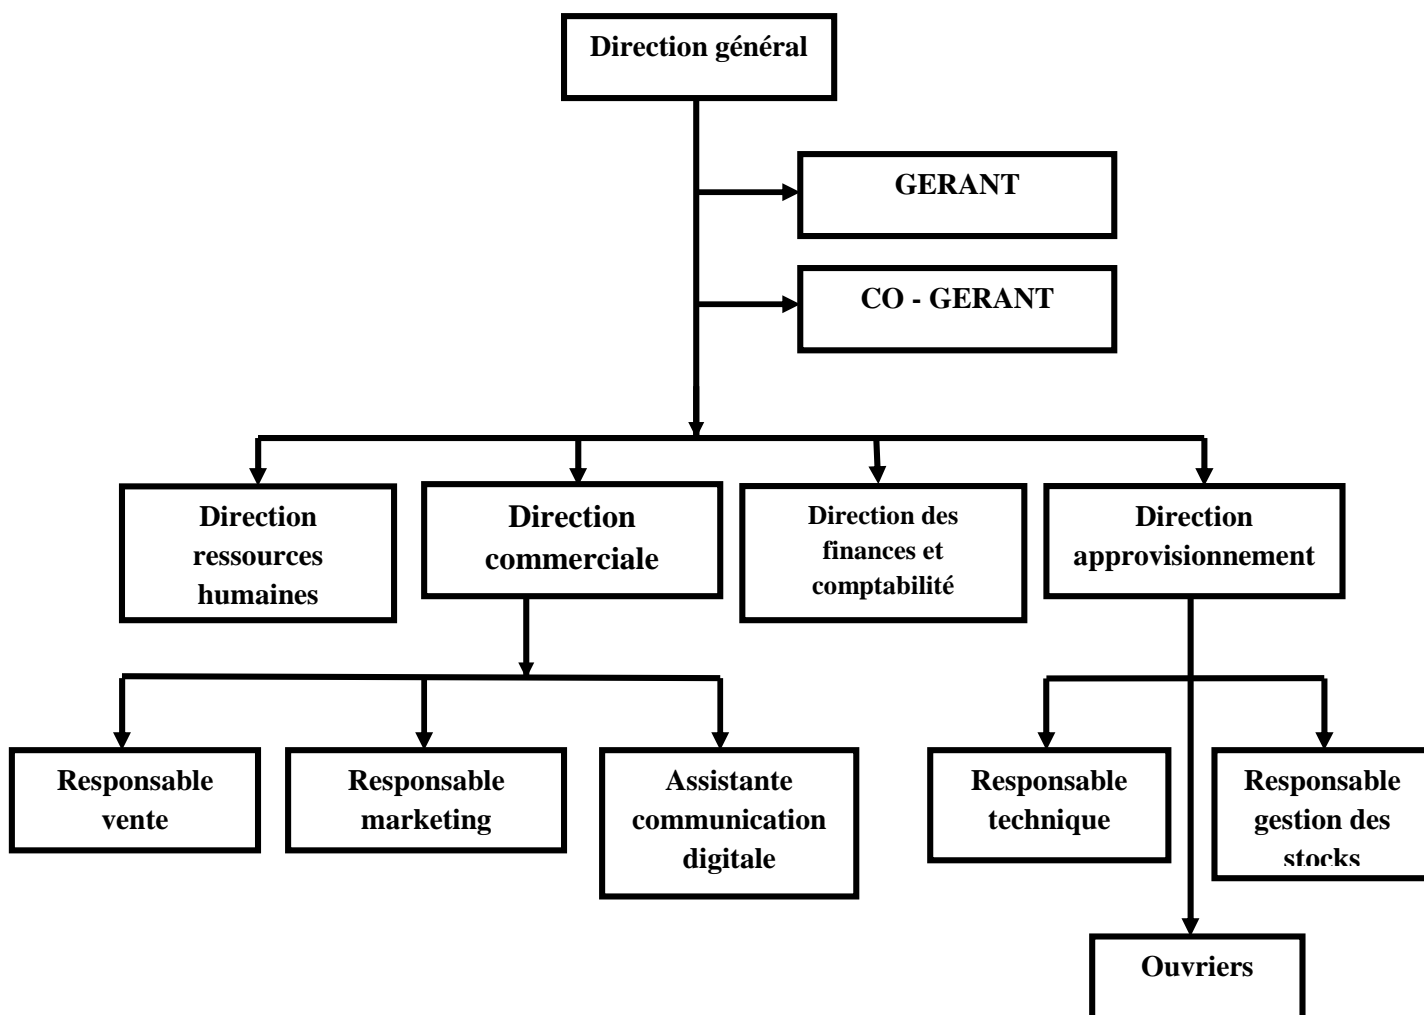 Direction général
GERANT
CO - GERANT
Direction
ressources
humaines
Direction
commerciale
Direction des
finances et
comptabilité
Direction
approvisionnement
Responsable
vente
Responsable
marketing
Assistante
communication
digitale
Responsable
technique
Responsable
gestion des
stocks
Ouvriers